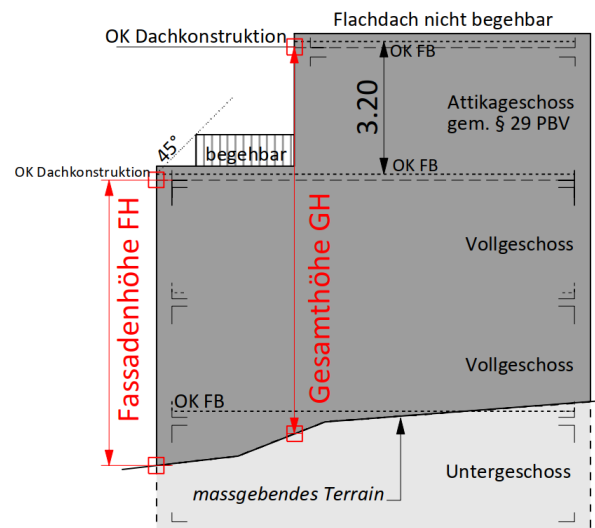 Flachdach nicht begehbar
OK Dachkonstruktion
OK FB
3.20
Attikageschoss
gem. § 29 PBV
45°
begehbar
OK FB
OK Dachkonstruktion
Fassadenhöhe FH
Gesamthöhe GH
Vollgeschoss
Vollgeschoss
OK FB
Untergeschoss
massgebendes Terrain